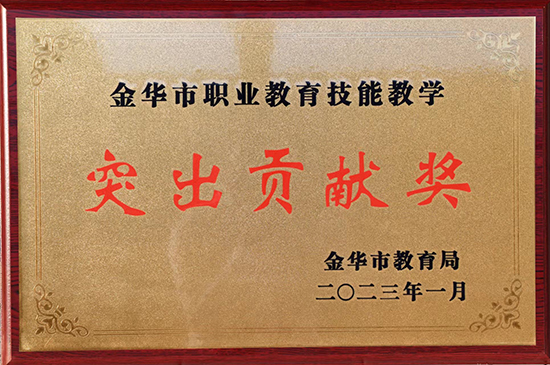 金华市职业教育技能教学
突出贡献奖
金华市教育局
二〇二三年一月